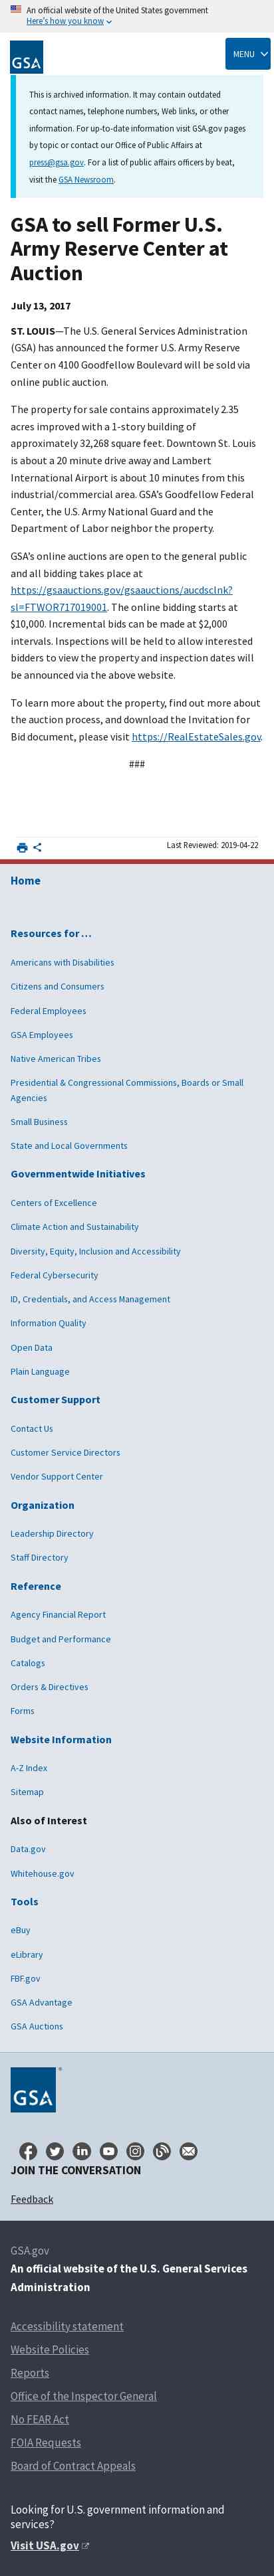 An official website of the United States government
Here's how you know
GSA
MENU
This is archived information. It may contain outdated
contact names, telephone numbers, Web links, or other
information. For up-to-date information visit GSA.gov pages
by topic or contact our Office of Public Affairs at
press@gsa.gov. For a list of public affairs officers by beat,
visit the GSA Newsroom.
GSA to sell Former U.S.
Army Reserve Center at
Auction
July 13, 2017
ST. LOUIS—The U.S. General Services Administration
(GSA) has announced the former U.S. Army Reserve
Center on 4100 Goodfellow Boulevard will be sold via
online public auction.
The property for sale contains approximately 2.35
acres improved with a 1-story building of
approximately 32,268 square feet. Downtown St. Louis
is about a 20 minute drive away and Lambert
International Airport is about 10 minutes from this
industrial/commercial area. GSA's Goodfellow Federal
Center, the U.S. Army National Guard and the
Department of Labor neighbor the property.
GSA's online auctions are open to the general public
and all bidding takes place at
https://gsaauctions.gov/gsaauctions/aucdsclnk?
sl=FTWOR717019001. The online bidding starts at
$10,000. Incremental bids can be made at $2,000
intervals. Inspections will be held to allow interested
bidders to view the property and inspection dates will
be announced via the above website.
To learn more about the property, find out more about
the auction process, and download the Invitation for
Bid document, please visit https://RealEstateSales.gov.
###
Last Reviewed: 2019-04-22
Home
Resources for …
Americans with Disabilities
Citizens and Consumers
Federal Employees
GSA Employees
Native American Tribes
Presidential & Congressional Commissions, Boards or Small
Agencies
Small Business
State and Local Governments
Governmentwide Initiatives
Centers of Excellence
Climate Action and Sustainability
Diversity, Equity, Inclusion and Accessibility
Federal Cybersecurity
ID, Credentials, and Access Management
Information Quality
Open Data
Plain Language
Customer Support
Contact Us
Customer Service Directors
Vendor Support Center
Organization
Leadership Directory
Staff Directory
Reference
Agency Financial Report
Budget and Performance
Catalogs
Orders & Directives
Forms
Website Information
A-Z Index
Sitemap
Also of Interest
Data.gov
Whitehouse.gov
Tools
eBuy
eLibrary
FBF.gov
GSA Advantage
GSA Auctions
GSA®
JOIN THE CONVERSATION
Feedback
GSA.gov
An official website of the U.S. General Services
Administration
Accessibility statement
Website Policies
Reports
Office of the Inspector General
No FEAR Act
FOIA Requests
Board of Contract Appeals
Looking for U.S. government information and
services?
Visit USA.gov